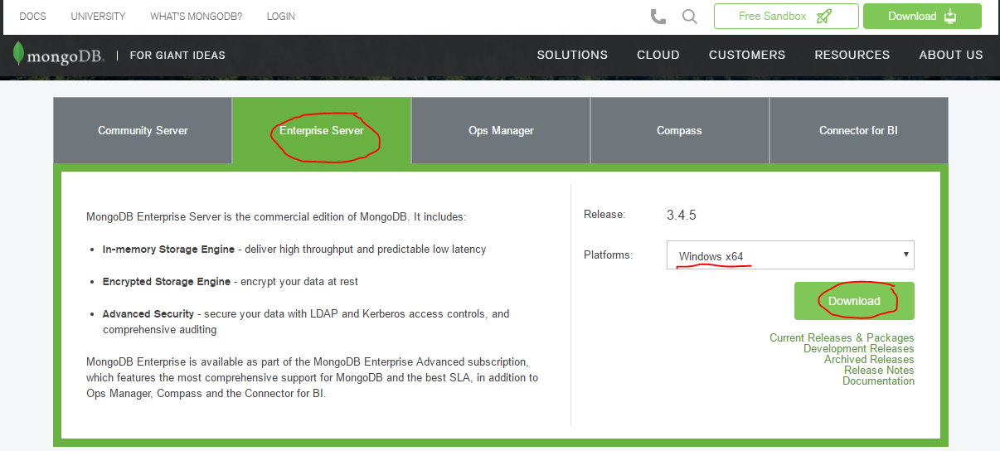 DOCS UNIVERSITY WHAT'S MONGODB? LOGIN Free Sandbox Download
mongoDB. FOR GIANT IDEAS SOLUTIONS CLOUD CUSTOMERS RESOURCES ABOUT US
Community Server Enterprise Server Ops Manager Compass Connector for BI
MongoDB Enterprise Server is the commercial edition of MongoDB. It includes:
• In-memory Storage Engine - deliver high throughput and predictable low latency
• Encrypted Storage Engine - encrypt your data at rest
• Advanced Security - secure your data with LDAP and Kerberos access controls, and
comprehensive auditing
MongoDB Enterprise is available as part of the MongoDB Enterprise Advanced subscription,
which features the most comprehensive support for MongoDB and the best SLA, in addition to
Ops Manager, Compass and the Connector for BI.
Release: 3.4.5
Platforms: Windows x64
Download
Current Releases & Packages
Development Releases
Archived Releases
Release Notes
Documentation